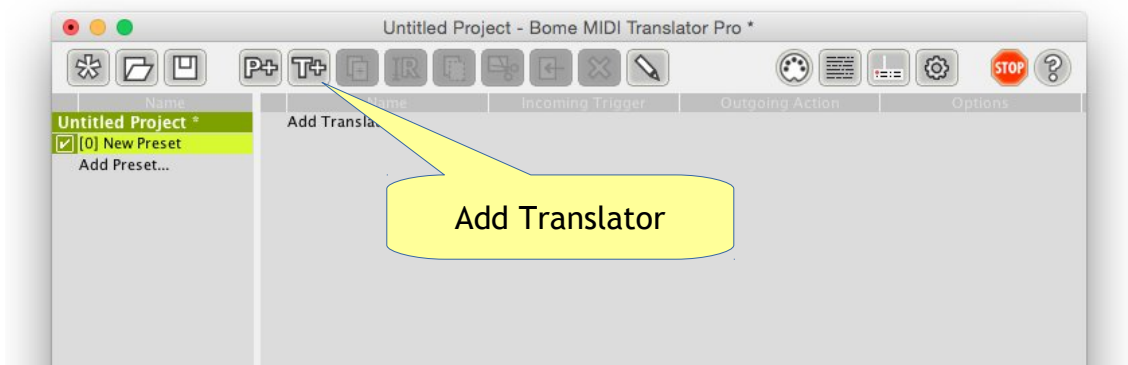 Untitled Project - Bome MIDI Translator Pro *
P+ T+ IR STOP ?
Name Name Incoming Trigger Outgoing Action Options
Untitled Project *
[0] New Preset
Add Preset...
Add Transla
Add Translator